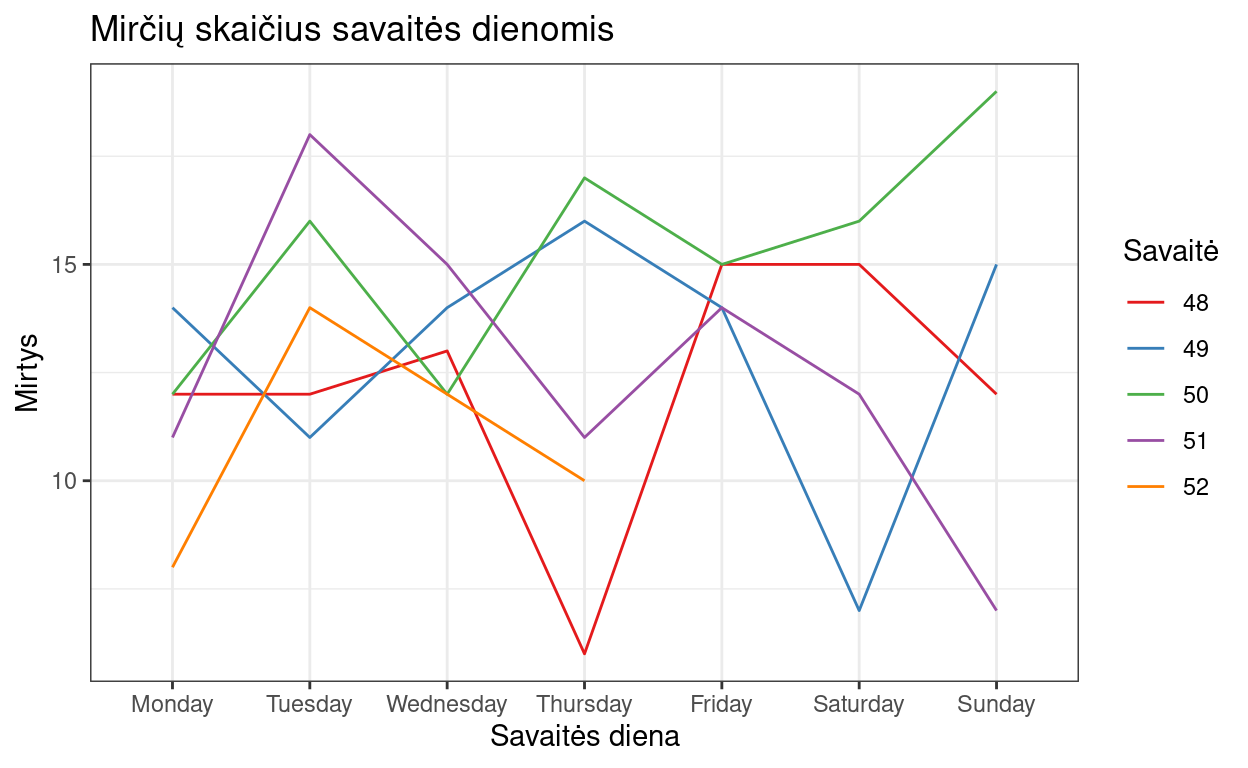 Mirčių skaičius savaitės dienomis
Mirtys
15
10
Monday Tuesday Wednesday Thursday Friday Saturday Sunday
Savaitės diena
Savaitė
48
49
50
51
52